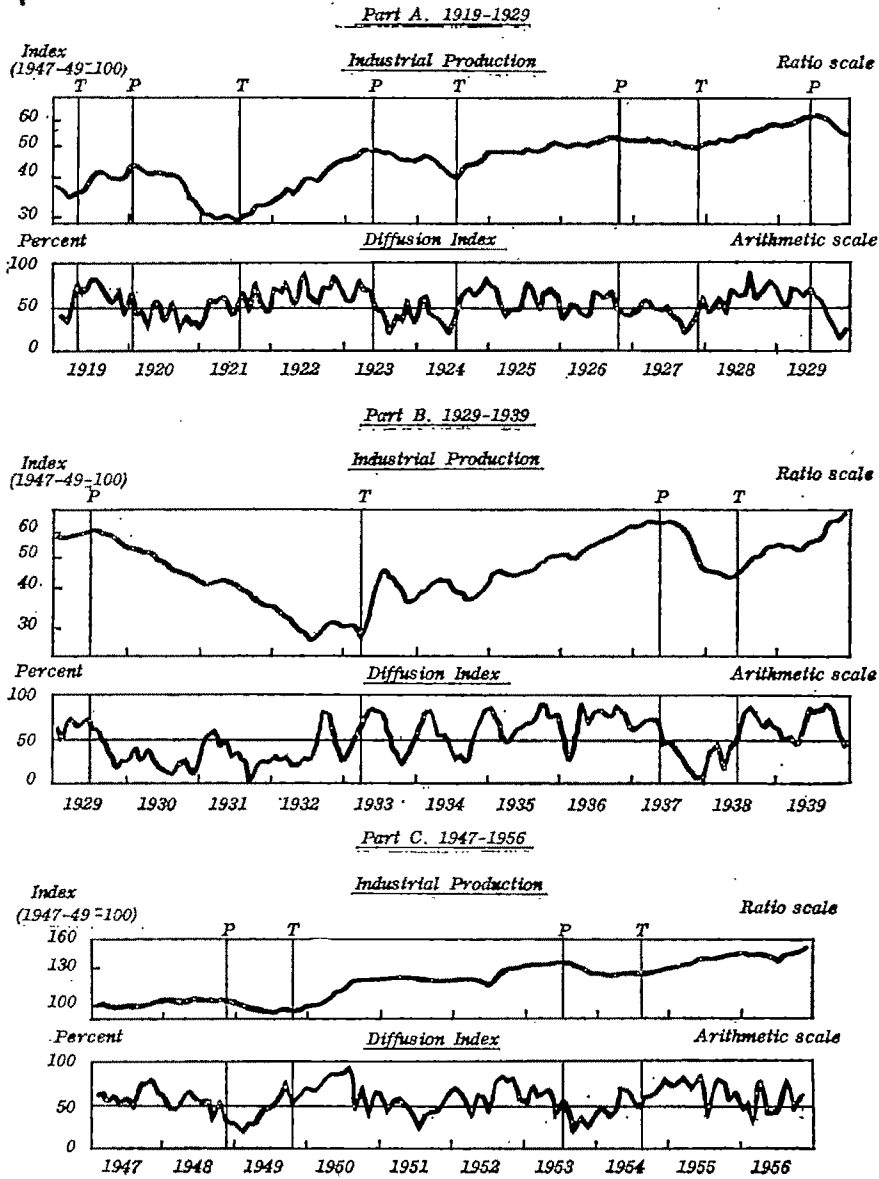 Part A. 1919-1929
Index
(1947-49=100)
Industrial Production
Ratio scale
T P T P T P T P
60
50
40
30
Percent
Diffusion Index
Arithmetic scale
100
50
0
1919 1920 1921 1922 1923 1924 1925 1926 1927 1928 1929
Part B. 1929-1939
Index
(1947-49=100)
Industrial Production
Ratio scale
P T P T
60
50
40
30
Percent
Diffusion Index
Arithmetic scale
100
50
0
1929 1930 1931 1932 1933 1934 1935 1936 1937 1938 1939
Part C. 1947-1956
Index
(1947-49=100)
Industrial Production
Ratio scale
P T P T
160
130
100
Percent
Diffusion Index
Arithmetic scale
100
50
0
1947 1948 1949 1950 1951 1952 1953 1954 1955 1956